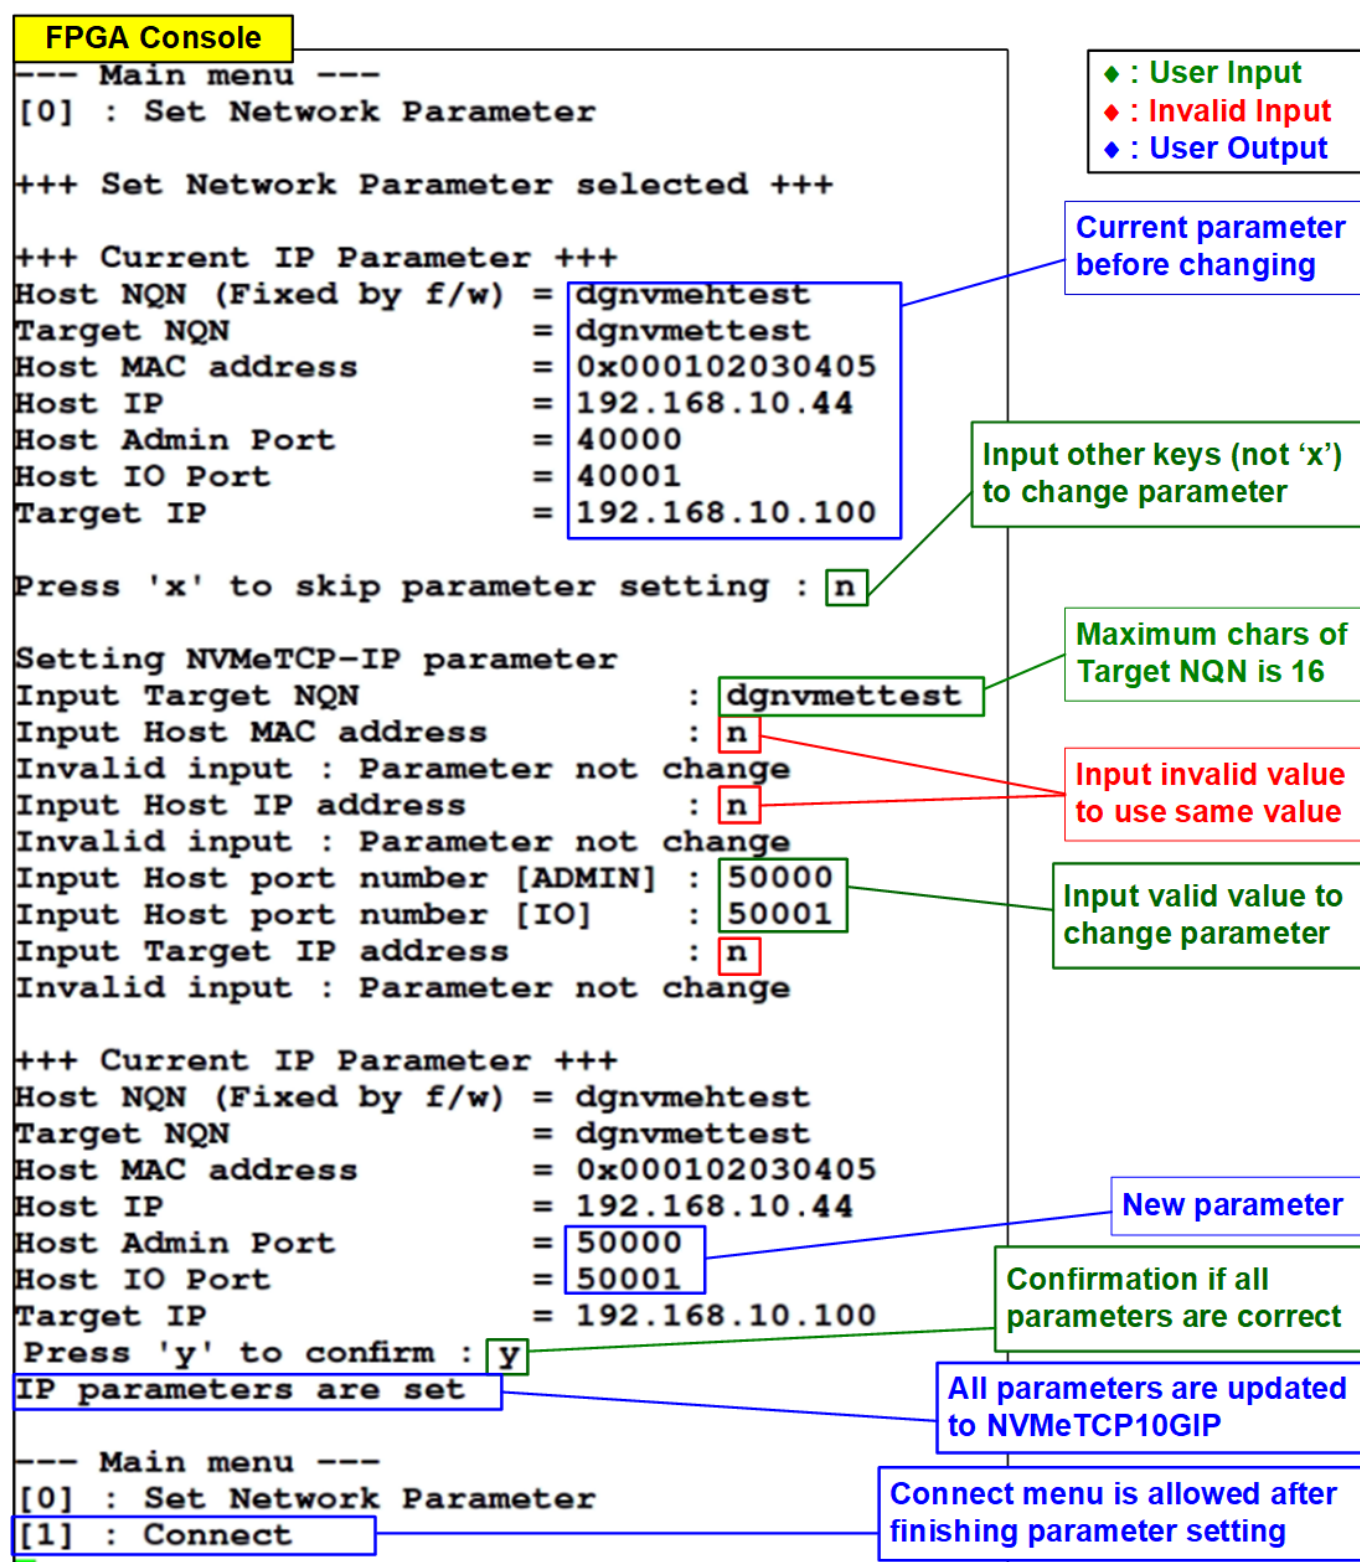 FPGA Console
--- Main menu ---
[0] : Set Network Parameter
+++ Set Network Parameter selected +++
+++ Current IP Parameter +++
Host NQN (Fixed by f/w) = dgnvmehtest
Target NQN = dgnvmettest
Host MAC address = 0x000102030405
Host IP = 192.168.10.44
Host Admin Port = 40000
Host IO Port = 40001
Target IP = 192.168.10.100
Press 'x' to skip parameter setting : n
Setting NVMeTCP-IP parameter
Input Target NQN : dgnvmettest
Input Host MAC address : n
Invalid input : Parameter not change
Input Host IP address : n
Invalid input : Parameter not change
Input Host port number [ADMIN] : 50000
Input Host port number [IO] : 50001
Input Target IP address : n
Invalid input : Parameter not change
+++ Current IP Parameter +++
Host NQN (Fixed by f/w) = dgnvmehtest
Target NQN = dgnvmettest
Host MAC address = 0x000102030405
Host IP = 192.168.10.44
Host Admin Port = 50000
Host IO Port = 50001
Target IP = 192.168.10.100
Press 'y' to confirm : y
IP parameters are set
--- Main menu ---
[0] : Set Network Parameter
[1] : Connect
♦ : User Input
♦ : Invalid Input
♦ : User Output
Current parameter
before changing
Input other keys (not ‘x’)
to change parameter
Maximum chars of
Target NQN is 16
Input invalid value
to use same value
Input valid value to
change parameter
New parameter
Confirmation if all
parameters are correct
All parameters are updated
to NVMeTCP10GIP
Connect menu is allowed after
finishing parameter setting